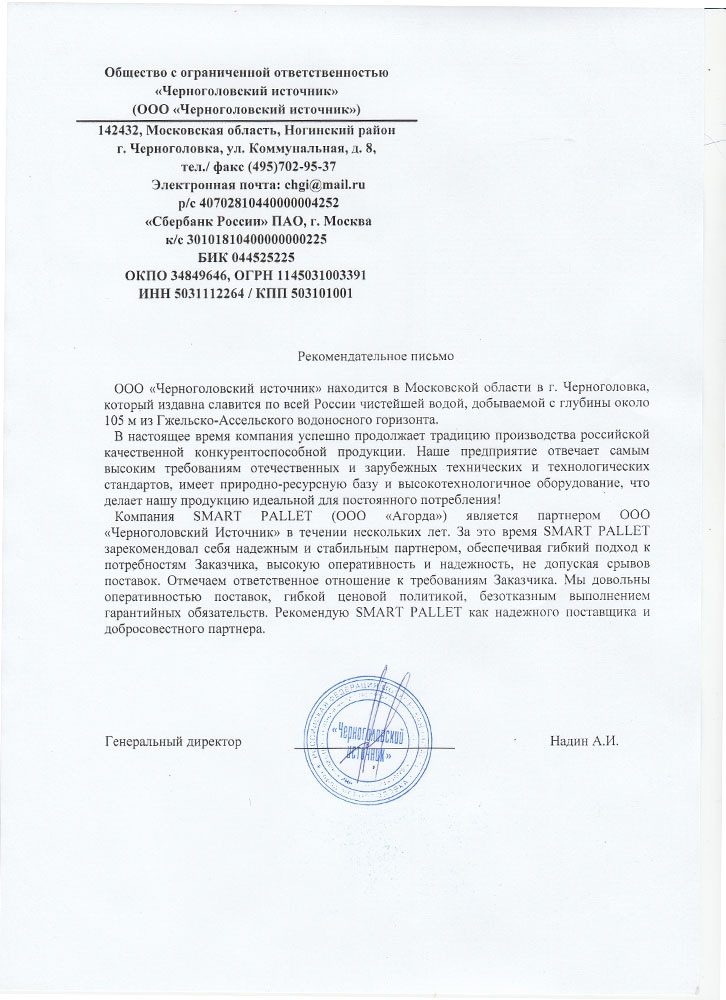 Общество с ограниченной ответственностью
«Черноголовский источник»
(ООО «Черноголовский источник»)
142432, Московская область, Ногинский район
г. Черноголовка, ул. Коммунальная, д. 8,
тел./ факс (495)702-95-37
Электронная почта: chgi@mail.ru
р/с 40702810440000004252
«Сбербанк России» ПАО, г. Москва
к/с 30101810400000000225
БИК 044525225
ОКПО 34849646, ОГРН 1145031003391
ИНН 5031112264 / КПП 503101001
Рекомендательное письмо
ООО «Черноголовский источник» находится в Московской области в г. Черноголовка,
который издавна славится по всей России чистейшей водой, добываемой с глубины около
105 м из Гжельско-Ассельского водоносного горизонта.
В настоящее время компания успешно продолжает традицию производства российской
качественной конкурентоспособной продукции. Наше предприятие отвечает самым
высоким требованиям отечественных и зарубежных технических и технологических
стандартов, имеет природно-ресурсную базу и высокотехнологичное оборудование, что
делает нашу продукцию идеальной для постоянного потребления!
Компания SMART PALLET (ООО «Агорда») является партнером ООО
«Черноголовский Источник» в течении нескольких лет. За это время SMART PALLET
зарекомендовал себя надежным и стабильным партнером, обеспечивая гибкий подход к
потребностям Заказчика, высокую оперативность и надежность, не допуская срывов
поставок. Отмечаем ответственное отношение к требованиям Заказчика. Мы довольны
оперативностью поставок, гибкой ценовой политикой, безотказным выполнением
гарантийных обязательств. Рекомендую SMART PALLET как надежного поставщика и
добросовестного партнера.
Генеральный директор
«Черноголовский
источник»
Надин А.И.